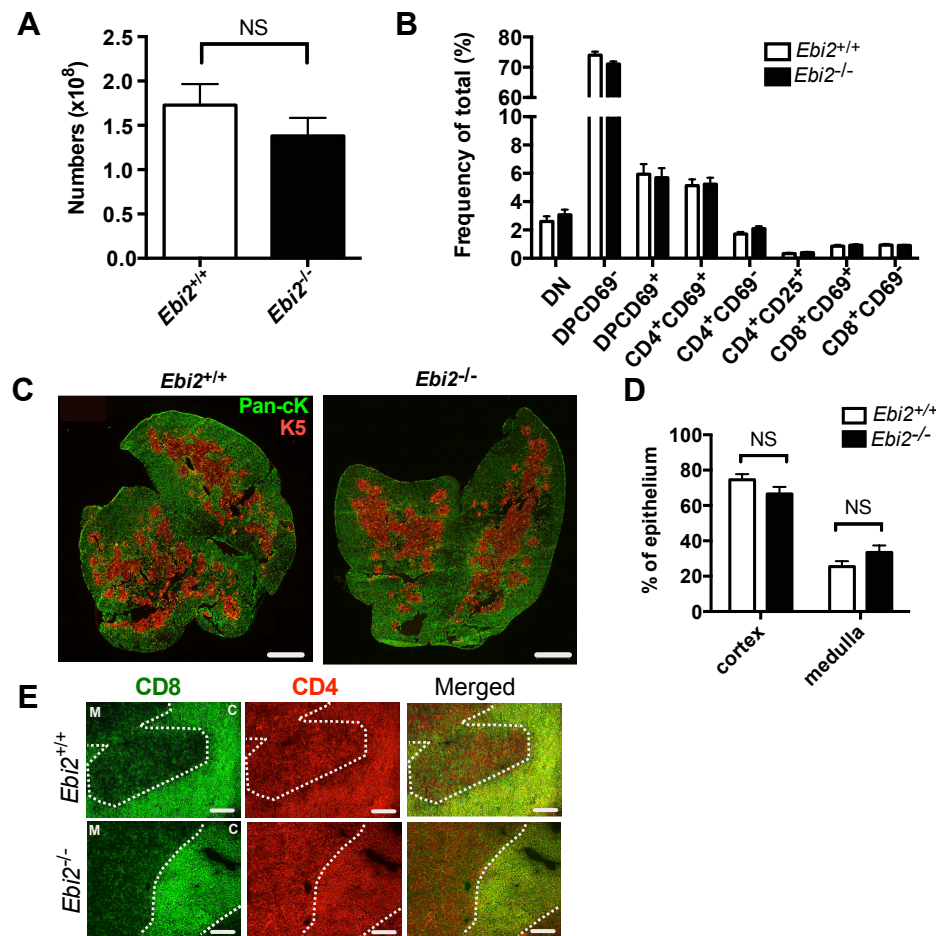 A
NS
2.5
2.0
1.5
1.0
0.5
0.0
Numbers (x10⁸)
Ebi2+/+
Ebi2-/-
B
Ebi2+/+
Ebi2-/-
Frequency of total (%)
80
70
60
8
6
4
2
0
DN
DPCD69-
DPCD69+
CD4+CD69+
CD4+CD69-
CD4+CD25+
CD8+CD69+
CD8+CD69-
C
Ebi2+/+
Ebi2-/-
Pan-cK
K5
D
Ebi2+/+
Ebi2-/-
% of epithelium
100
80
60
40
20
0
NS
NS
cortex
medulla
E
CD8
CD4
Merged
Ebi2+/+
M
C
Ebi2-/-
M
C